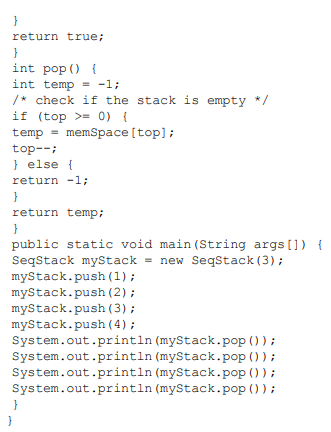 }
return true;
}
int pop() {
int temp = -1;
/* check if the stack is empty */
if (top >= 0) {
temp = memSpace[top];
top--;
} else {
return -1;
}
return temp;
}
public static void main(String args[]) {
SeqStack myStack = new SeqStack(3);
myStack.push(1);
myStack.push(2);
myStack.push(3);
myStack.push(4);
System.out.println(myStack.pop());
System.out.println(myStack.pop());
System.out.println(myStack.pop());
System.out.println(myStack.pop());
}
}